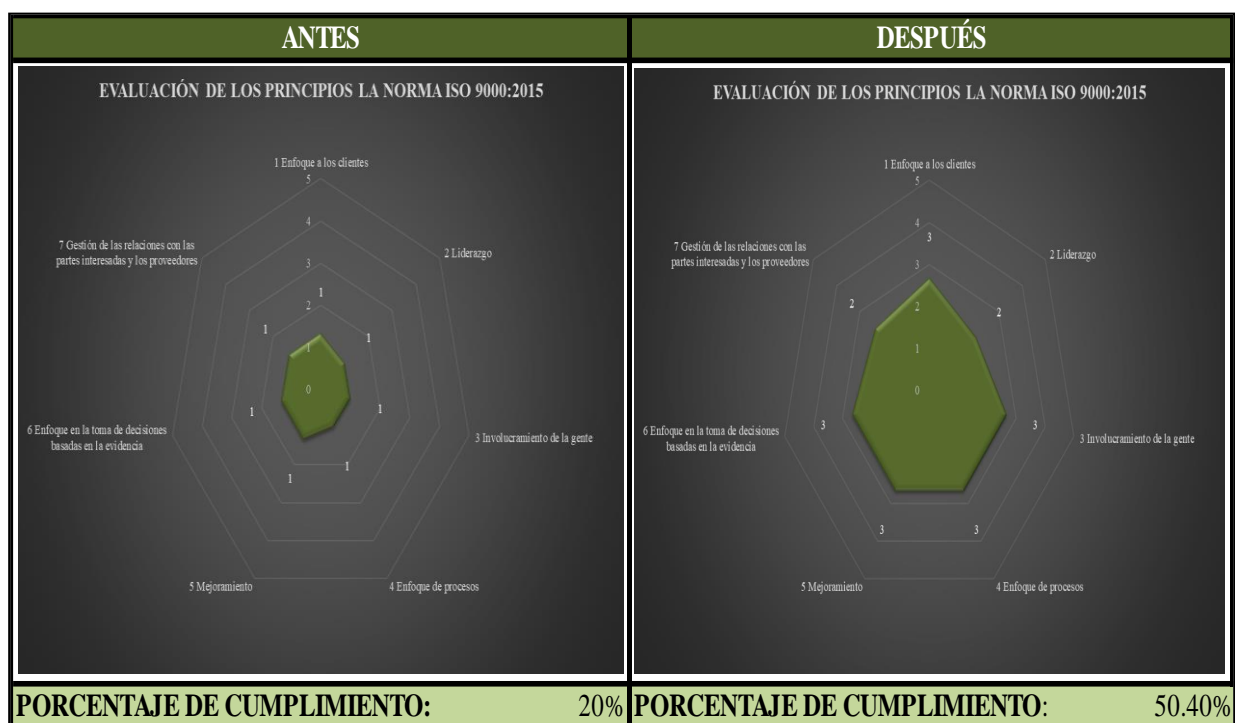 ANTES
DESPUÉS
EVALUACIÓN DE LOS PRINCIPIOS LA NORMA ISO 9000:2015
1 Enfoque a los clientes
5
4
3
1
2
1
0
2 Liderazgo
1
3 Involucramiento de la gente
1
4 Enfoque de procesos
1
5 Mejoramiento
1
6 Enfoque en la toma de decisiones
basadas en la evidencia
1
7 Gestión de las relaciones con las
partes interesadas y los proveedores
1
EVALUACIÓN DE LOS PRINCIPIOS LA NORMA ISO 9000:2015
1 Enfoque a los clientes
5
4
3
3
2
1
0
2 Liderazgo
2
3 Involucramiento de la gente
3
4 Enfoque de procesos
3
5 Mejoramiento
3
6 Enfoque en la toma de decisiones
basadas en la evidencia
3
7 Gestión de las relaciones con las
partes interesadas y los proveedores
2
PORCENTAJE DE CUMPLIMIENTO: 20%
PORCENTAJE DE CUMPLIMIENTO: 50.40%